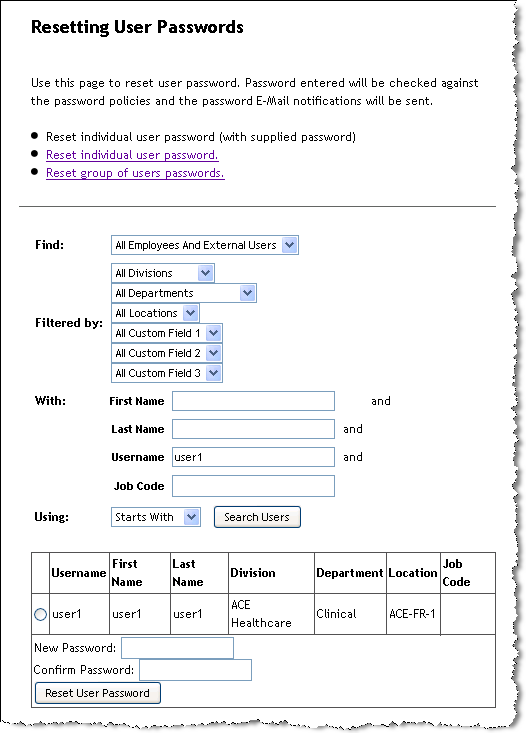 Resetting User Passwords
Use this page to reset user password. Password entered will be checked against
the password policies and the password E-Mail notifications will be sent.
Reset individual user password (with supplied password)
Reset individual user password.
Reset group of users passwords.
Find: All Employees And External Users
All Divisions
All Departments
Filtered by: All Locations
All Custom Field 1
All Custom Field 2
All Custom Field 3
With: First Name and
Last Name and
Username user1 and
Job Code
Using: Starts With Search Users
Username First Name Last Name Division Department Location Job Code
user1 user1 user1 ACE Healthcare Clinical ACE-FR-1
New Password:
Confirm Password:
Reset User Password